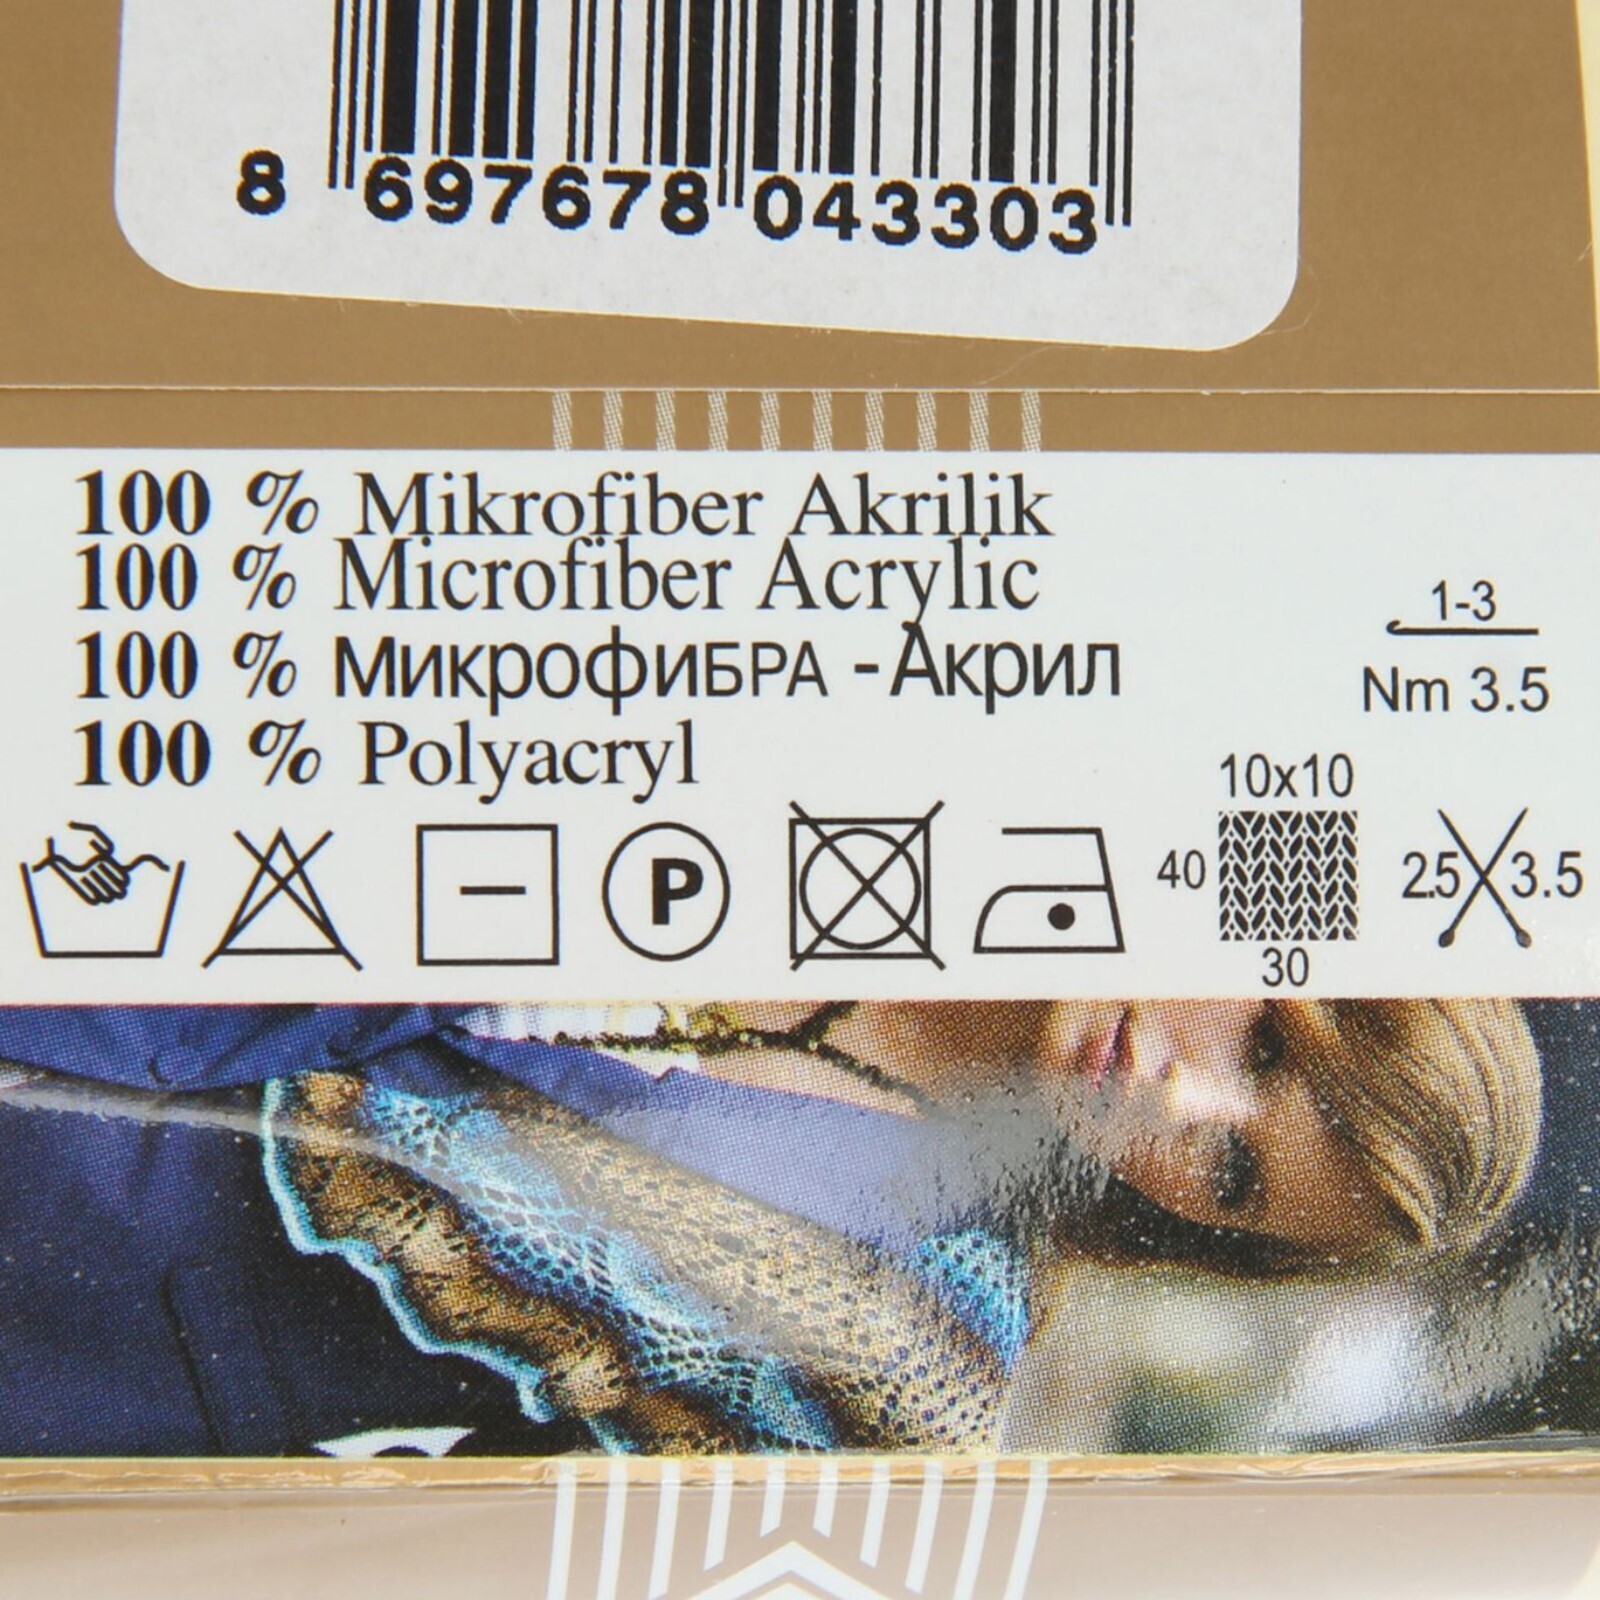 8 697678 043303
100 % Mikrofiber Akrilik
100 % Microfiber Acrylic
100 % МИКРОФИБРА - АКРИЛ
100 % Polyacryl
1-3
Nm 3.5
10x10
40
30
2.5 3.5
P